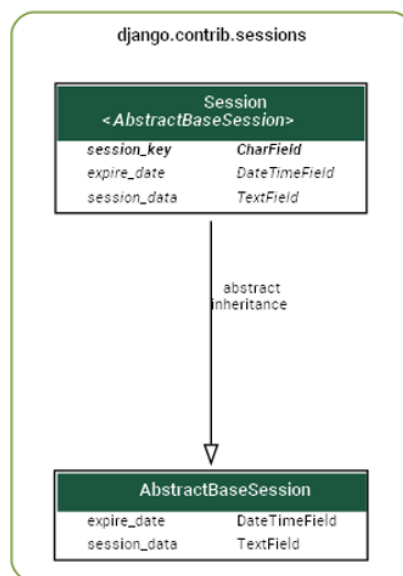 django.contrib.sessions
Session
<AbstractBaseSession>
session_key CharField
expire_date DateTimeField
session_data TextField
abstract
inheritance
AbstractBaseSession
expire_date DateTimeField
session_data TextField